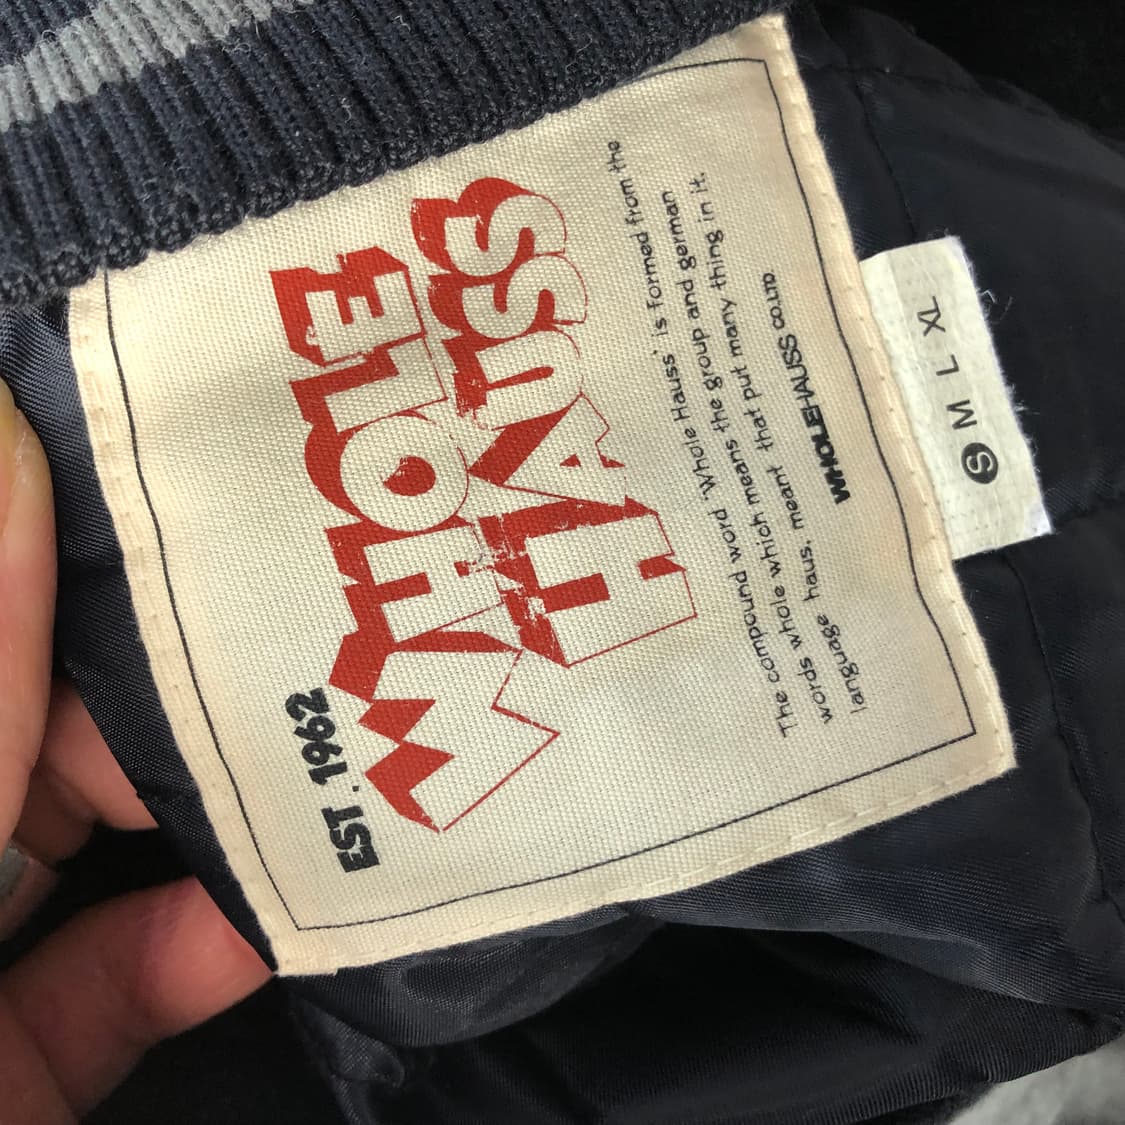 EST. 1962
WHOLE
HAUSS
The compound word 'Whole Hauss' is formed from the
words whole which means the group and german
language haus, meant that put many thing in it.
WHOLEHAUSS CO.LTD
S M L XL